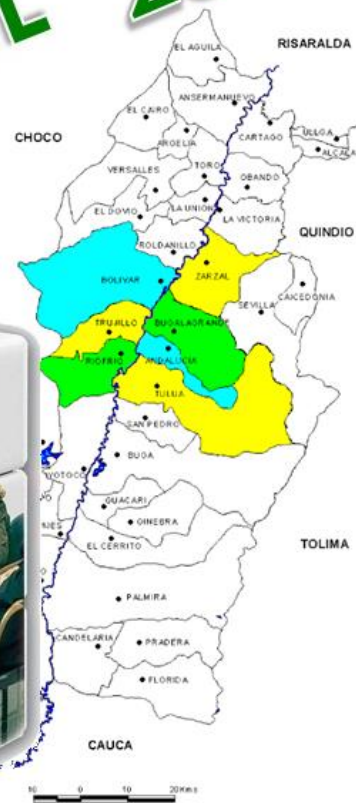 EL AGUILA
RISARALDA
ANSERMANUEVO
EL CAIRO
CHOCO
ARGELIA
CARTAGO
ULLOA
ALCALA
VERSALLES
TORO
OBANDO
EL DOVIO
LA UNION
LA VICTORIA
QUINDIO
ROLDANILLO
ZARZAL
BOLIVAR
CAICEDONIA
SEVILLA
TRUJILLO
BUGALAGRANDE
ANDALUCIA
RIOFRIO
TULUA
SAN PEDRO
BUGA
YOTOCO
GUACARI
GINEBRA
EL CERRITO
TOLIMA
PALMIRA
CANDELARIA
PRADERA
FLORIDA
CAUCA
10 0 10 20 Kms